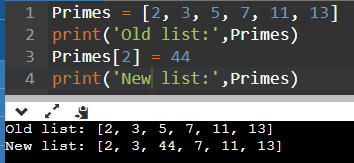 1 Primes = [2, 3, 5, 7, 11, 13]
2 print('Old list:',Primes)
3 Primes[2] = 44
4 print('New list:',Primes)
Old list: [2, 3, 5, 7, 11, 13]
New list: [2, 3, 44, 7, 11, 13]